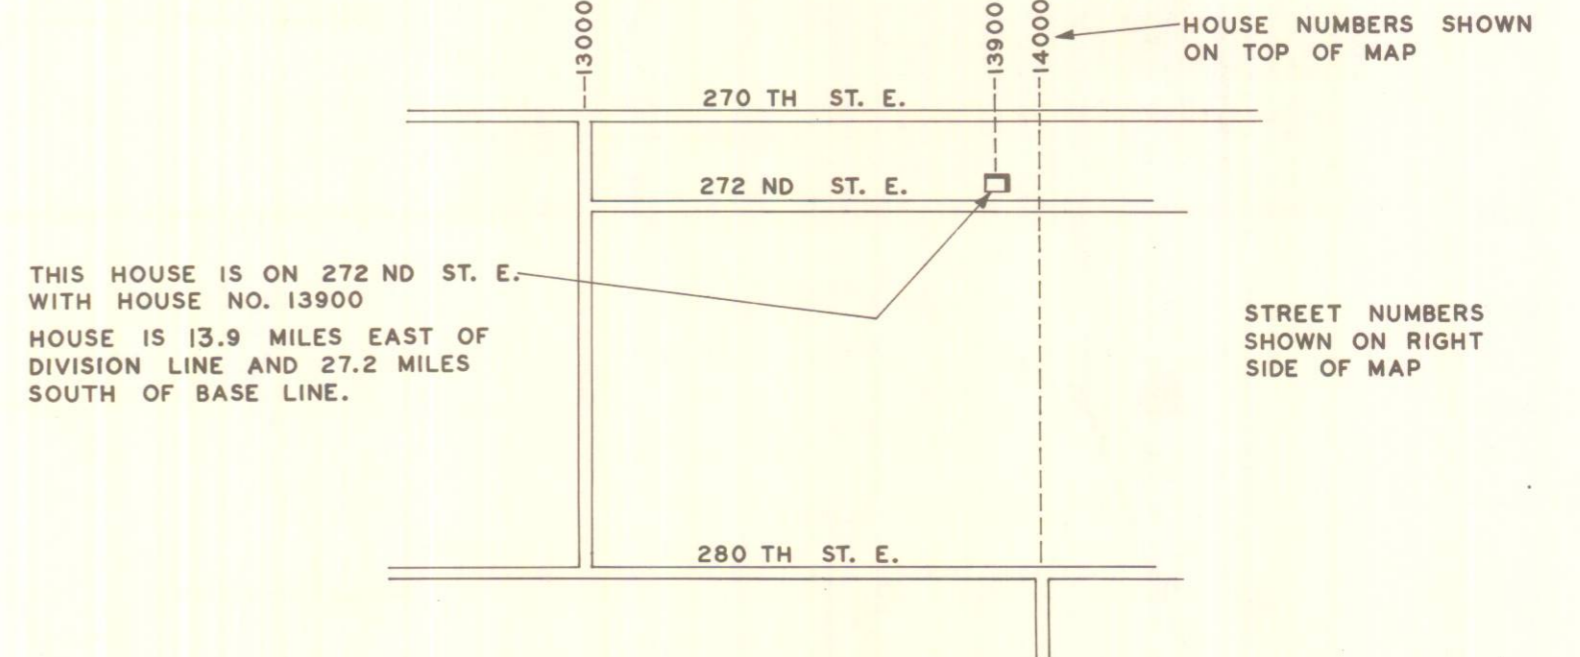 13000
13900
14000
HOUSE NUMBERS SHOWN
ON TOP OF MAP
270 TH ST. E.
272 ND ST. E.
THIS HOUSE IS ON 272 ND ST. E.
WITH HOUSE NO. 13900
HOUSE IS 13.9 MILES EAST OF
DIVISION LINE AND 27.2 MILES
SOUTH OF BASE LINE.
STREET NUMBERS
SHOWN ON RIGHT
SIDE OF MAP
280 TH ST. E.